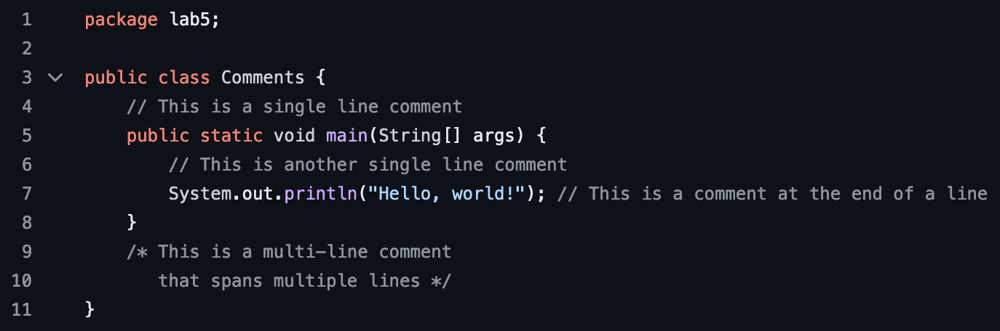 1 package lab5;
2
3 public class Comments {
4     // This is a single line comment
5     public static void main(String[] args) {
6         // This is another single line comment
7         System.out.println("Hello, world!"); // This is a comment at the end of a line
8     }
9     /* This is a multi-line comment
10        that spans multiple lines */
11 }